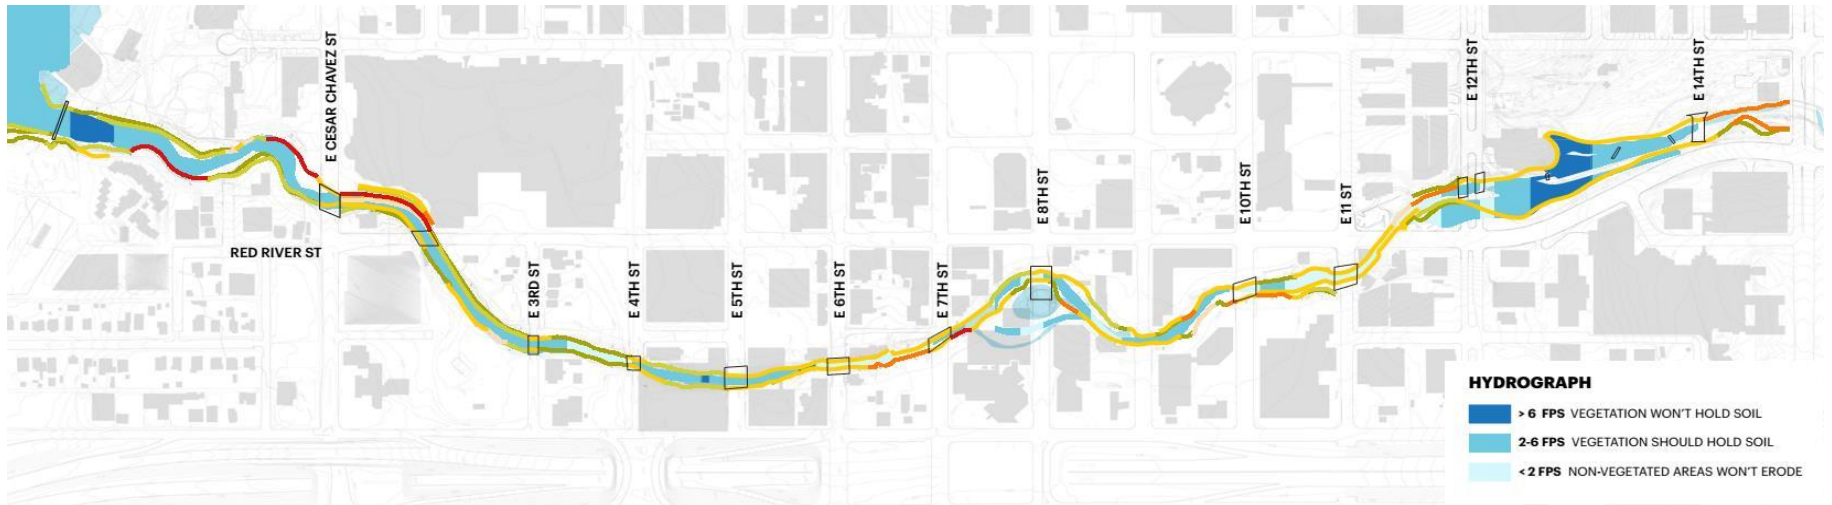 E CESAR CHAVEZ ST
RED RIVER ST
E 3RD ST
E 4TH ST
E 5TH ST
E 6TH ST
E 7TH ST
E 8TH ST
E 10TH ST
E 11 ST
E 12TH ST
E 14TH ST
HYDROGRAPH
> 6 FPS VEGETATION WON'T HOLD SOIL
2-6 FPS VEGETATION SHOULD HOLD SOIL
< 2 FPS NON-VEGETATED AREAS WON'T ERODE